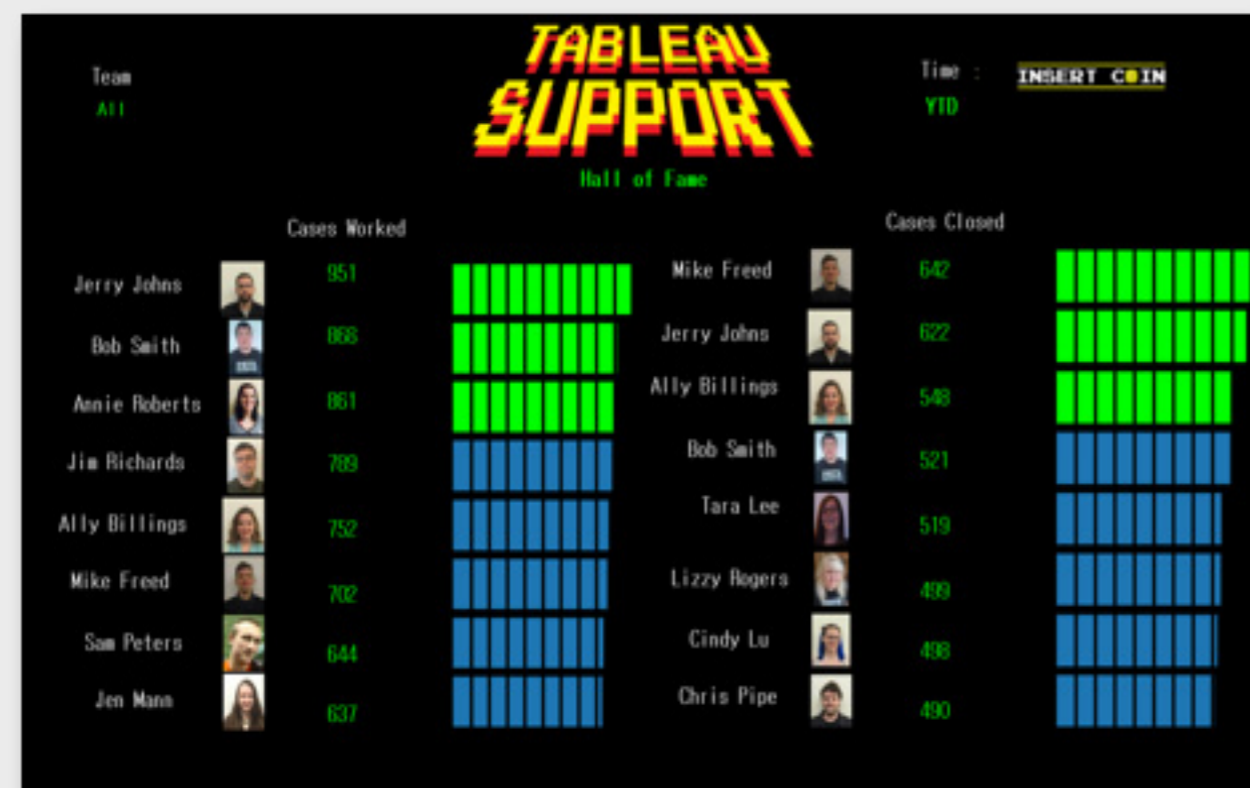 TABLEAU
SUPPORT
Hall of Fame
Team
All
Time :
YTD
INSERT COIN
Cases Worked
Jerry Johns 951
Bob Smith 868
Annie Roberts 861
Jim Richards 789
Ally Billings 752
Mike Freed 702
Sam Peters 644
Jen Mann 637
Cases Closed
Mike Freed 642
Jerry Johns 622
Ally Billings 548
Bob Smith 521
Tara Lee 519
Lizzy Rogers 499
Cindy Lu 498
Chris Pipe 490